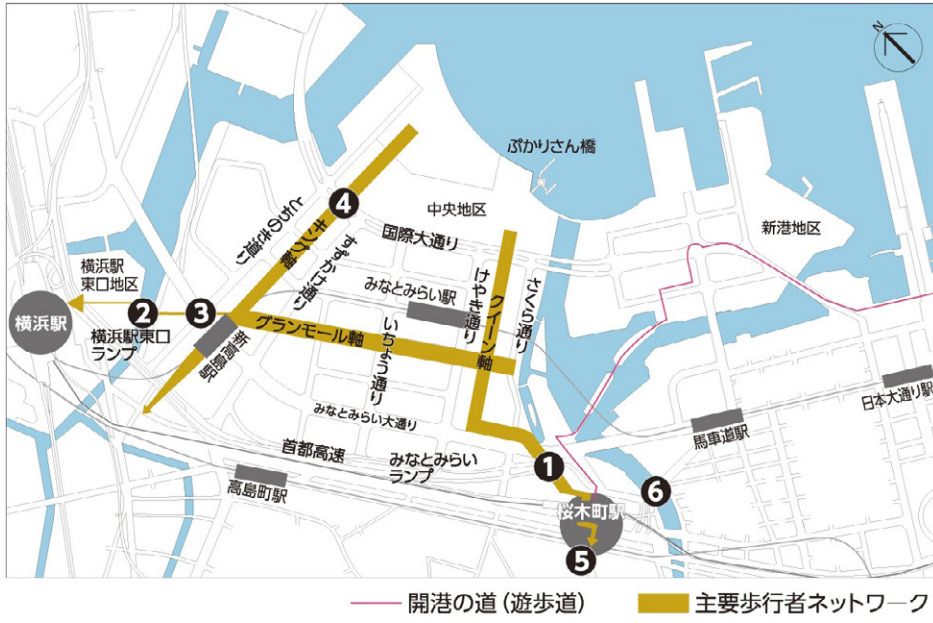 N
ぷかりさん橋
4
中央地区
新港地区
とちのき通り
キング軸
すずかけ通り
国際大通り
横浜駅
東口地区
みなとみらい駅
けやき通り
クイーン軸
さくら通り
2
3
横浜駅
横浜駅東口
ランプ
新高島駅
グランモール軸
いちょう通り
日本大通り駅
みなとみらい大通り
馬車道駅
首都高速
みなとみらい
ランプ
1
高島町駅
6
桜木町駅
5
開港の道（遊歩道）
主要歩行者ネットワーク